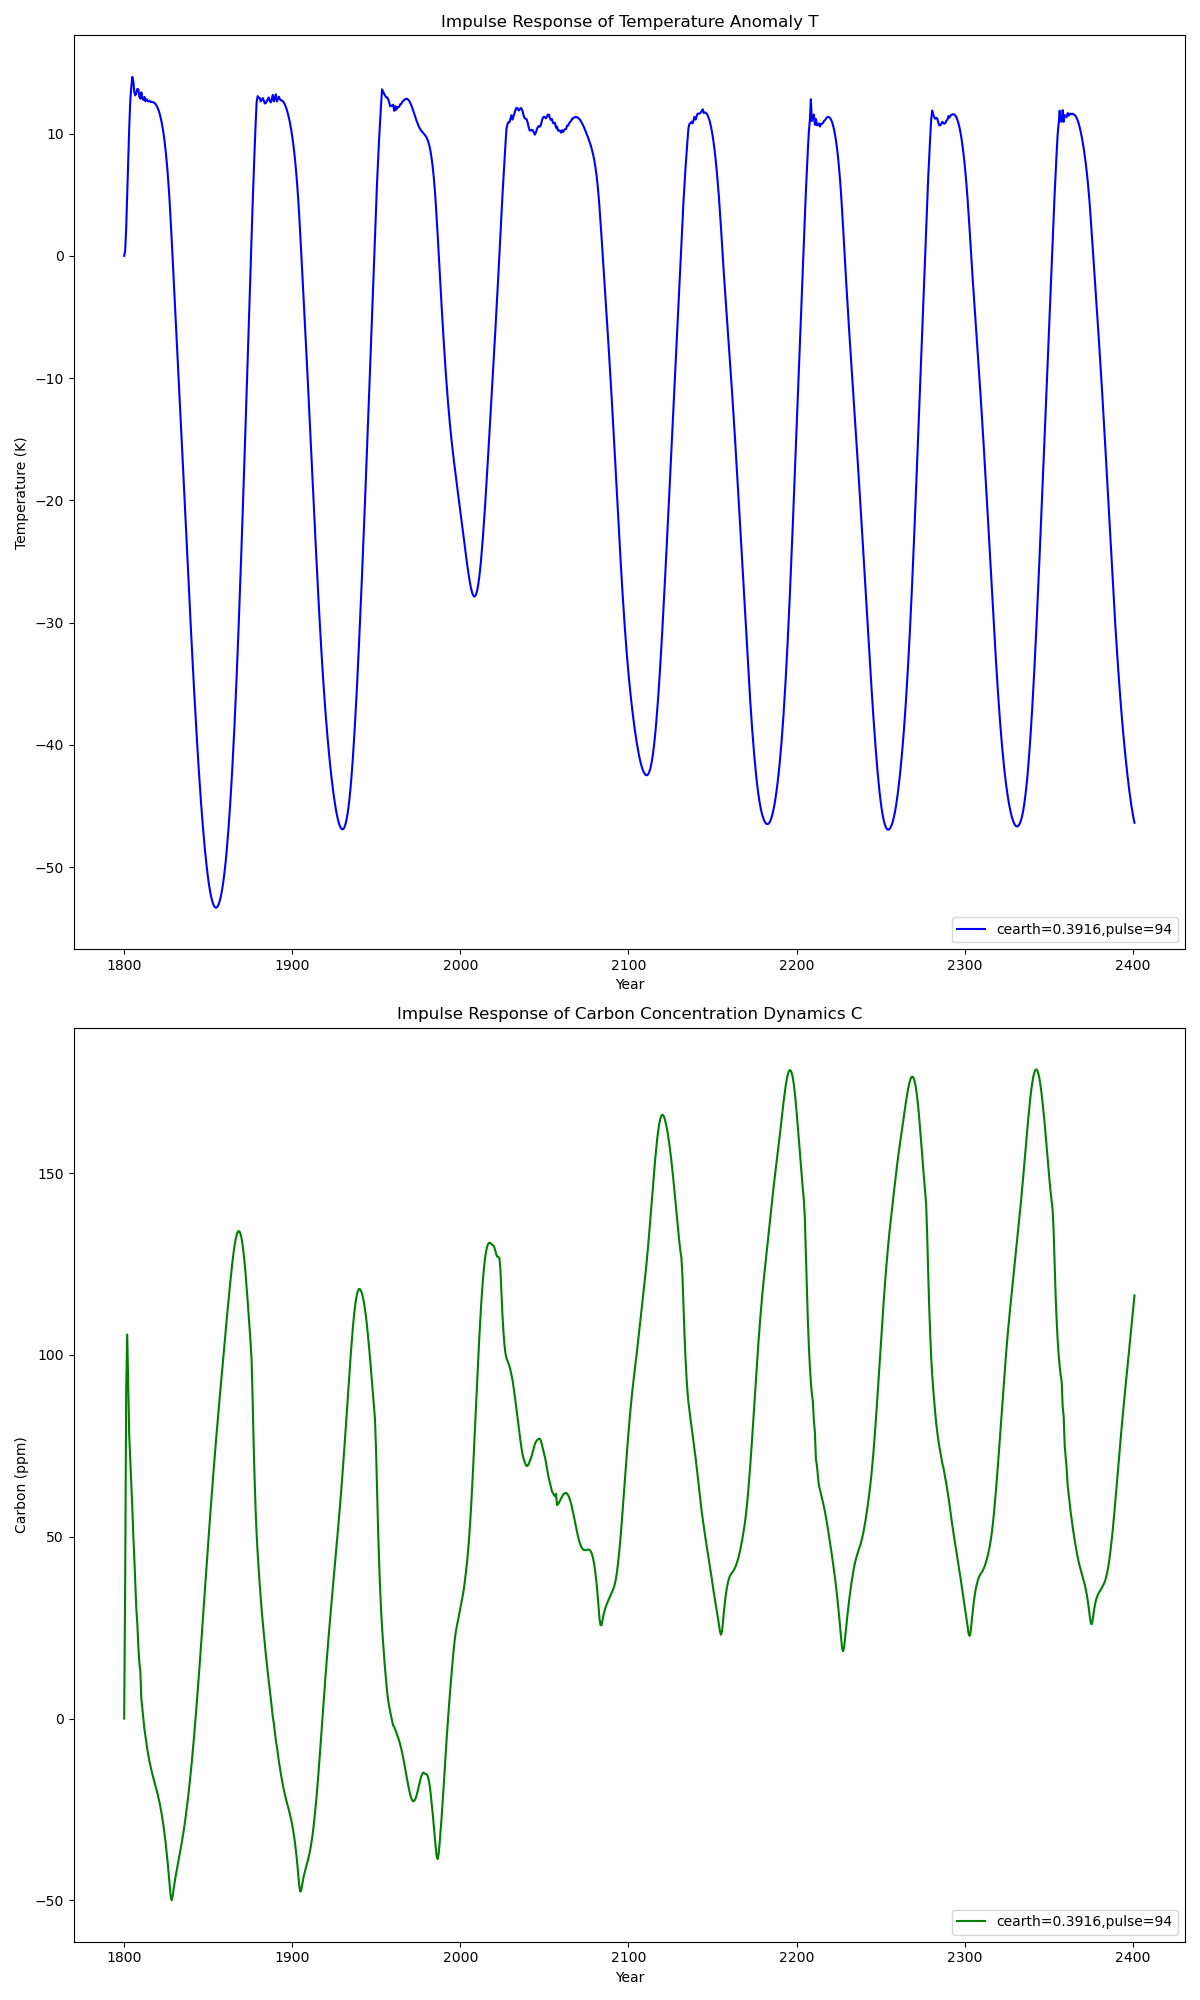 Impulse Response of Temperature Anomaly T
Temperature (K)
10
0
−10
−20
−30
−40
−50
cearth=0.3916,pulse=94
1800 1900 2000 2100 2200 2300 2400
Year
Impulse Response of Carbon Concentration Dynamics C
Carbon (ppm)
150
100
50
0
−50
cearth=0.3916,pulse=94
1800 1900 2000 2100 2200 2300 2400
Year